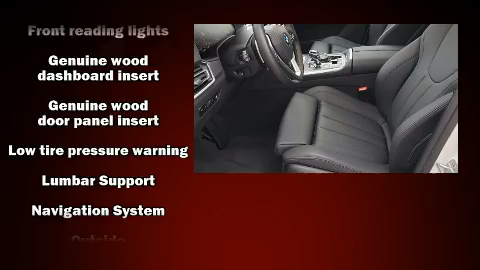 Front reading lights
Genuine wood
dashboard insert
Genuine wood
door panel insert
Low tire pressure warning
Lumbar Support
Navigation System
Outside